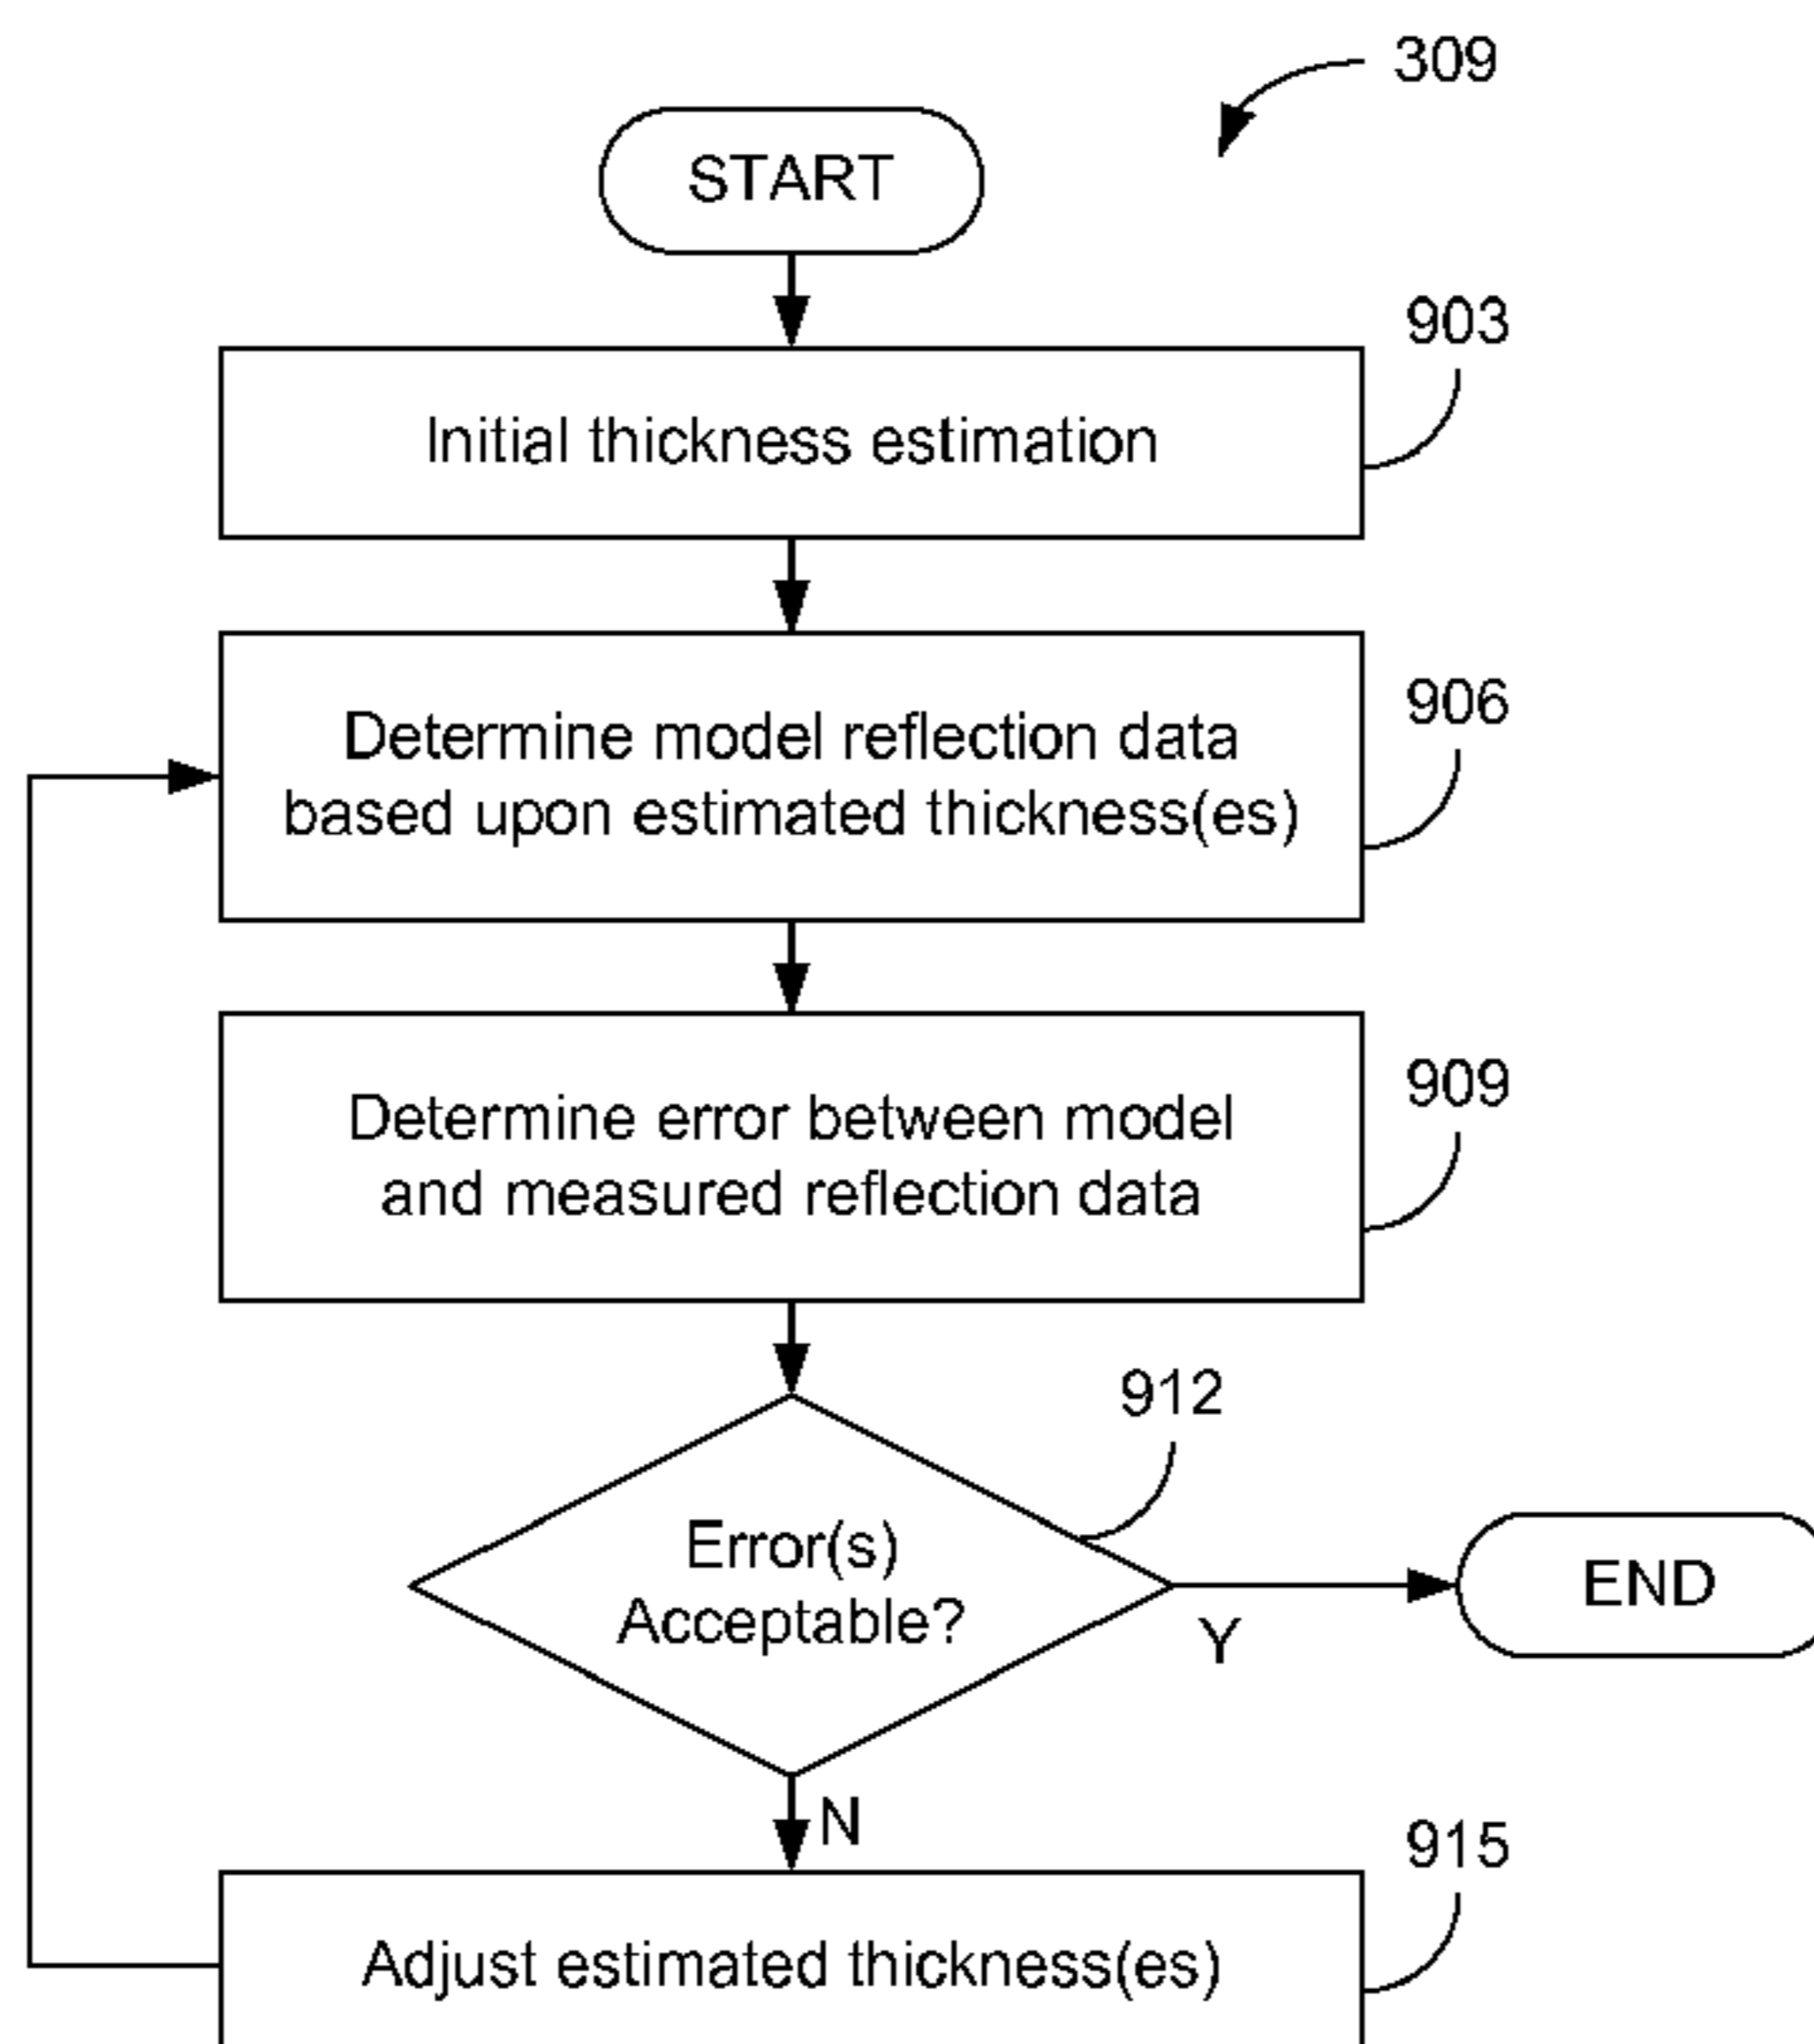 309
START
903
Initial thickness estimation
906
Determine model reflection data
based upon estimated thickness(es)
909
Determine error between model
and measured reflection data
912
Error(s)
Acceptable?
END
Y
N
915
Adjust estimated thickness(es)